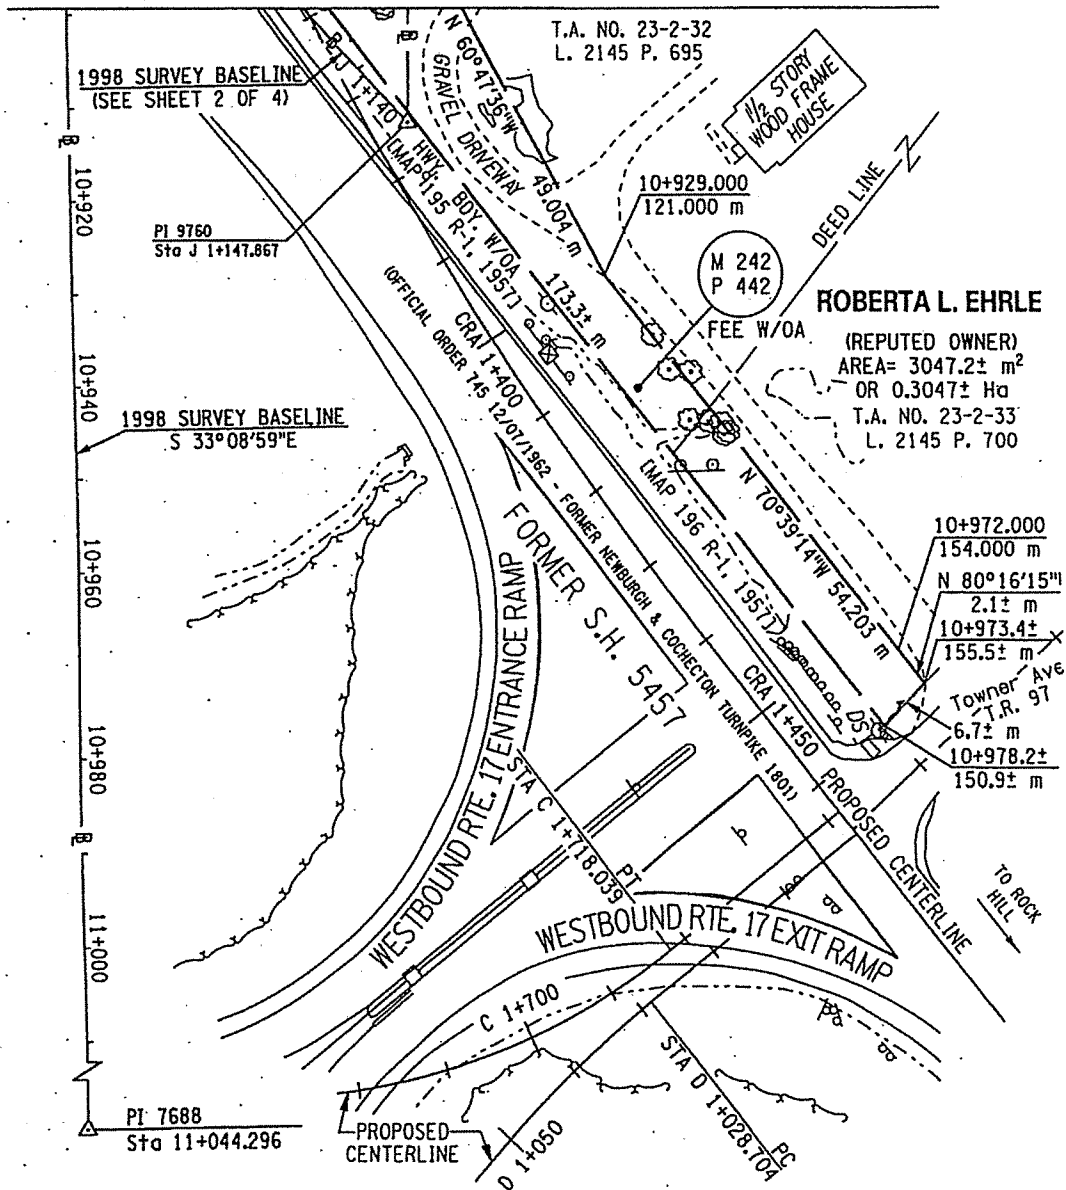 T.A. NO. 23-2-32
L. 2145 P. 695
1998 SURVEY BASELINE
(SEE SHEET 2 OF 4)
N 60°47'36"W
49.004 m
GRAVEL DRIVEWAY
1 1/2 STORY
WOOD FRAME
HOUSE
J 1+140
HWY. BDY. W/OA
[MAP 195 R-1, 1957]
173.3± m
10+920
PI 9760
Sta J 1+147.867
10+929.000
121.000 m
DEED LINE
M 242
P 442
FEE W/OA
ROBERTA L. EHRLE
(REPUTED OWNER)
AREA= 3047.2± m²
OR 0.3047± Ha
T.A. NO. 23-2-33
L. 2145 P. 700
10+940
1998 SURVEY BASELINE
S 33°08'59"E
CRA 1+400
(OFFICIAL ORDER 745 12/07/1962 - FORMER NEWBURGH & COCHECTON TURNPIKE 1801)
[MAP 196 R-1, 1957]
N 70°39'14"W 54.203 m
FORMER S.H. 5457
10+960
10+972.000
154.000 m
N 80°16'15"
2.1± m
10+973.4±
155.5± m
Towner Ave
T.R. 97
6.7± m
10+978.2±
150.9± m
DS
CRA 1+450 PROPOSED CENTERLINE
10+980
WESTBOUND RTE. 17 ENTRANCE RAMP
STA C 1+718.039
PT
WESTBOUND RTE. 17 EXIT RAMP
TO ROCK
HILL
11+000
C 1+700
STA D 1+028.704
PC
PI 7688
Sta 11+044.296
PROPOSED
CENTERLINE
D 1+050